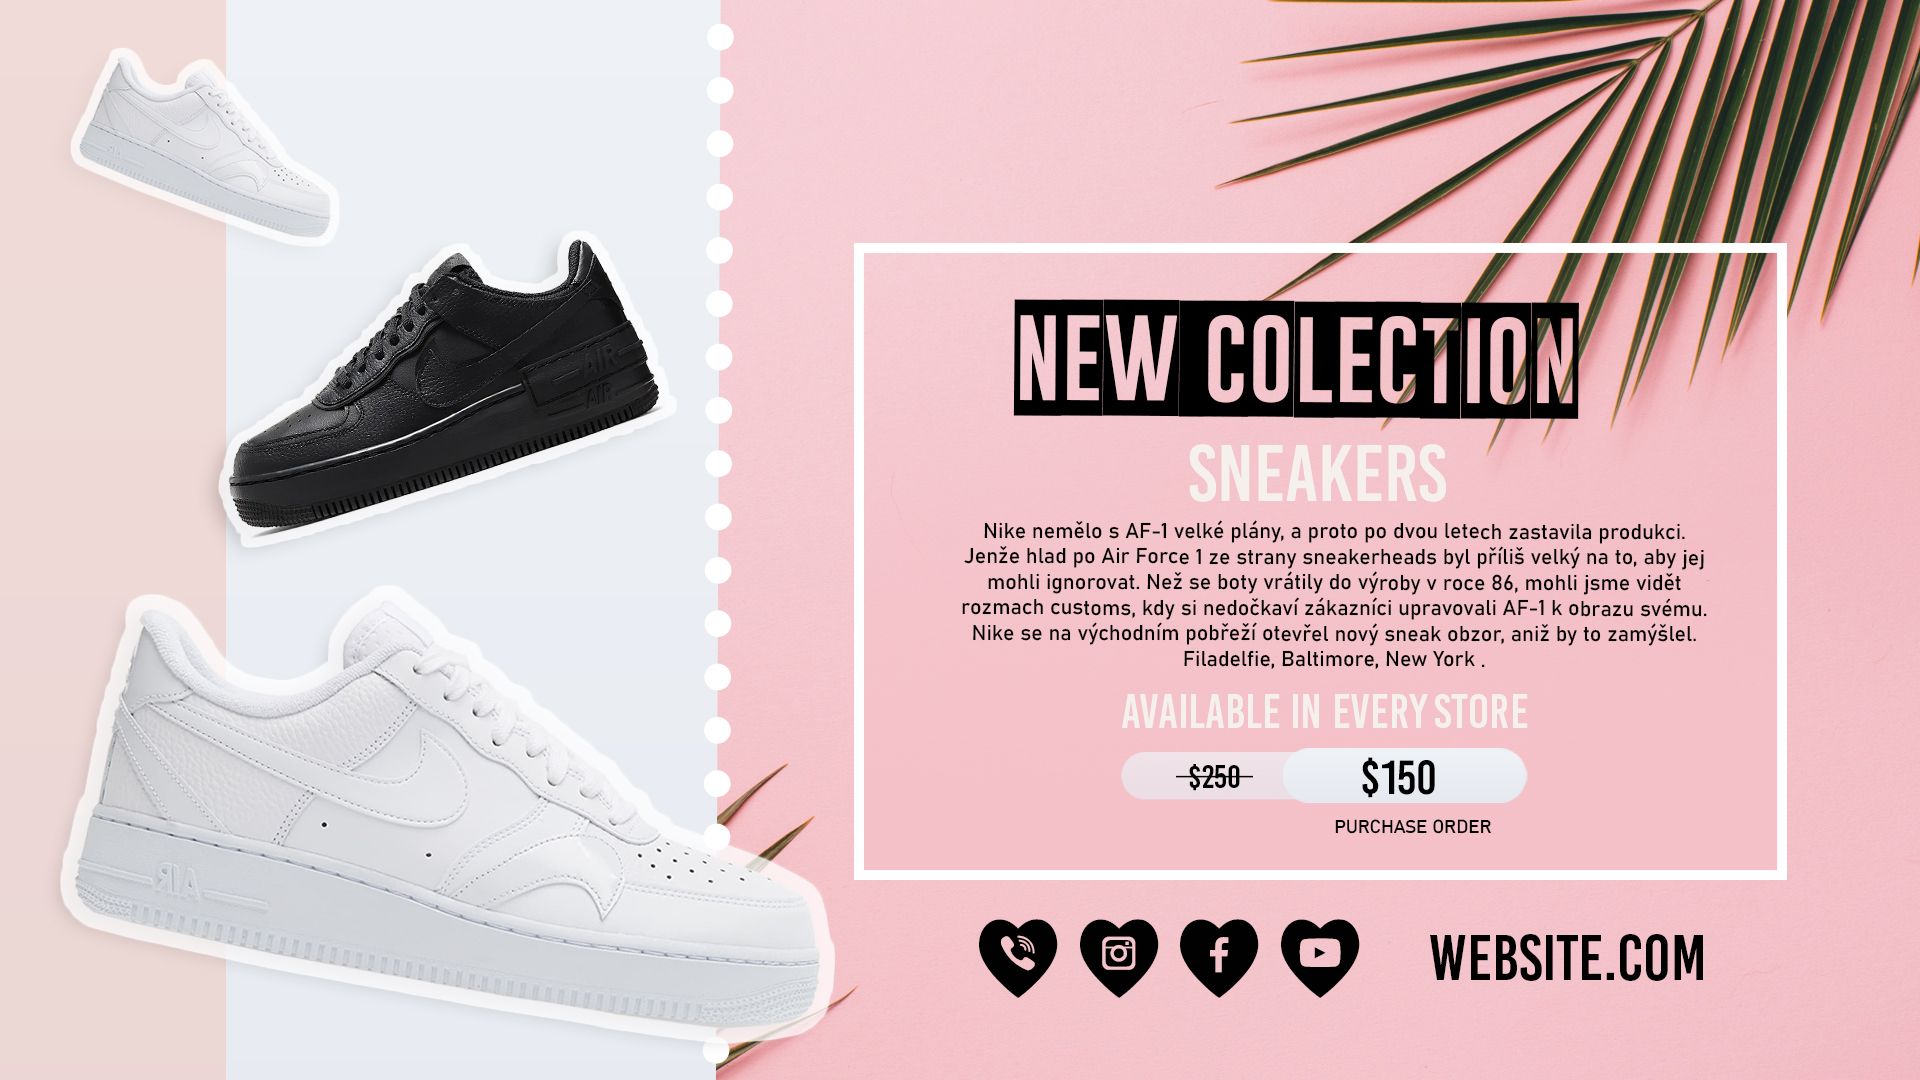 NEW COLECTION
SNEAKERS
Nike nemělo s AF-1 velké plány, a proto po dvou letech zastavila produkci.
Jenže hlad po Air Force 1 ze strany sneakerheads byl příliš velký na to, aby jej
mohli ignorovat. Než se boty vrátily do výroby v roce 86, mohli jsme vidět
rozmach customs, kdy si nedočkaví zákazníci upravovali AF-1 k obrazu svému.
Nike se na východním pobřeží otevřel nový sneak obzor, aniž by to zamýšlel.
Filadelfie, Baltimore, New York .
AVAILABLE IN EVERY STORE
$250 $150
PURCHASE ORDER
WEBSITE.COM
AIR
AIR
AIR